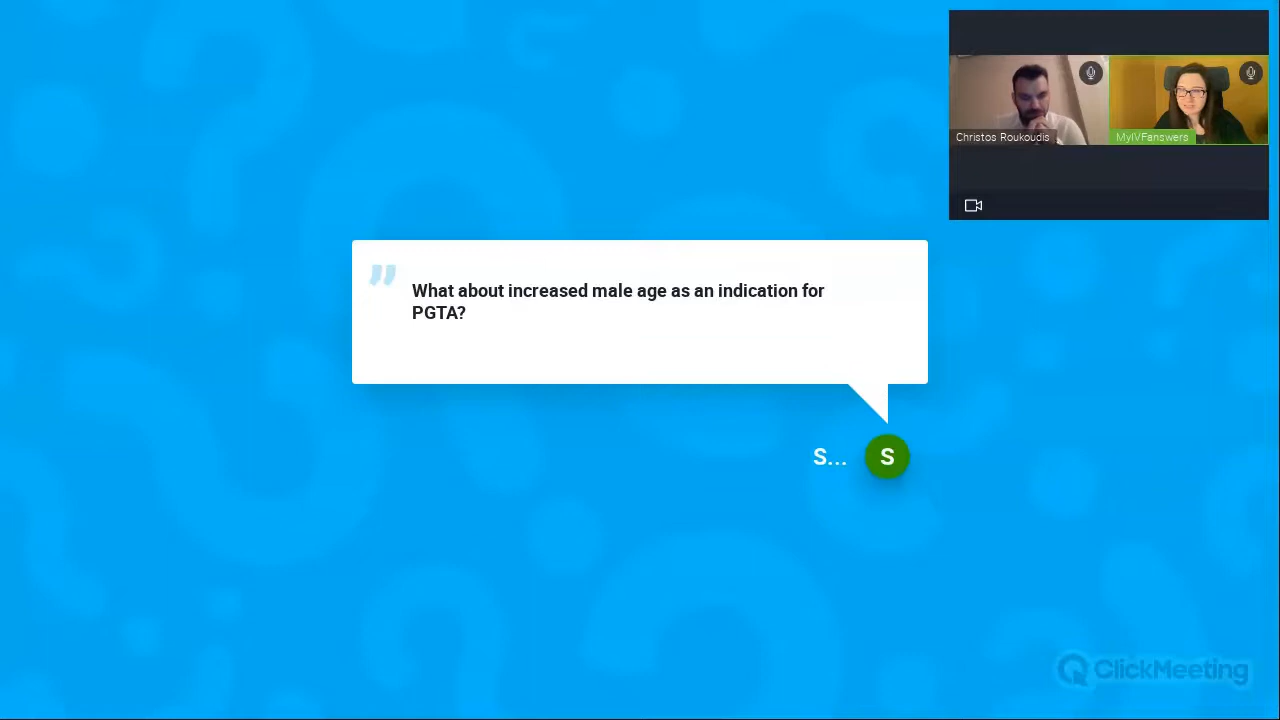 Christos Roukoudis
MyIVFanswers
What about increased male age as an indication for
PGTA?
S...
S
ClickMeeting